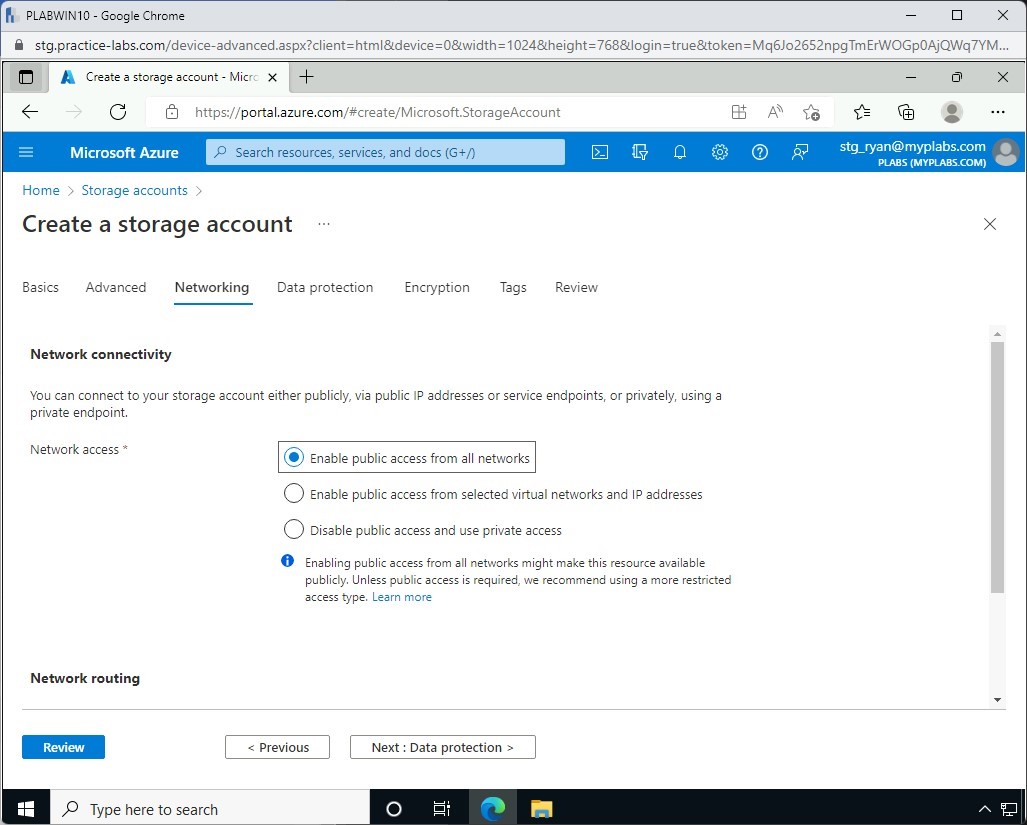 PLABWIN10 - Google Chrome
stg.practice-labs.com/device-advanced.aspx?client=html&device=0&width=1024&height=768&login=true&token=Mq6Jo2652npgTmErWOGp0AjQWq7YM...
Create a storage account - Micr
https://portal.azure.com/#create/Microsoft.StorageAccount
Microsoft Azure
Search resources, services, and docs (G+/)
stg_ryan@myplabs.com
PLABS (MYPLABS.COM)
Home > Storage accounts >
Create a storage account ...
Basics Advanced Networking Data protection Encryption Tags Review
Network connectivity
You can connect to your storage account either publicly, via public IP addresses or service endpoints, or privately, using a
private endpoint.
Network access *
Enable public access from all networks
Enable public access from selected virtual networks and IP addresses
Disable public access and use private access
Enabling public access from all networks might make this resource available
publicly. Unless public access is required, we recommend using a more restricted
access type. Learn more
Network routing
Review < Previous Next : Data protection >
Type here to search